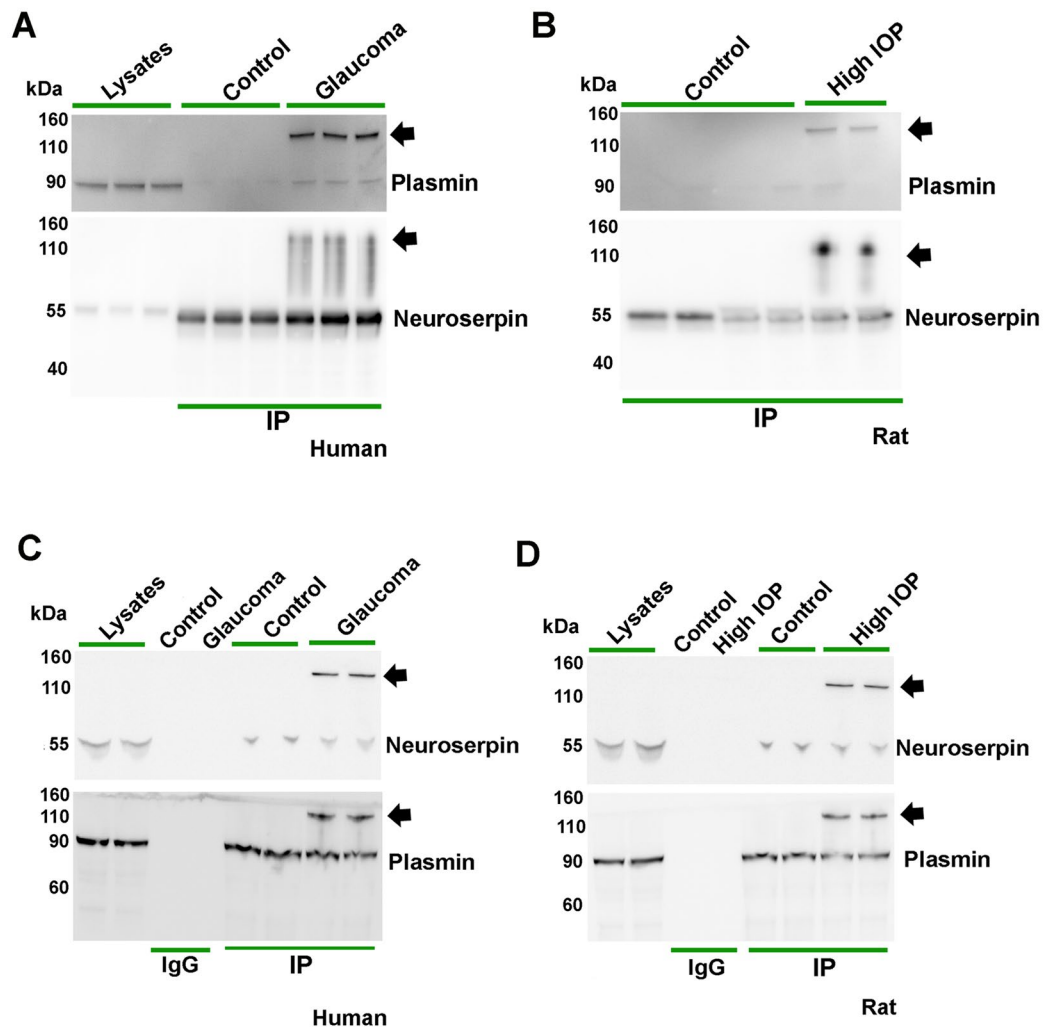 A
kDa
Lysates
Control
Glaucoma
160
110
90
Plasmin
160
110
55
Neuroserpin
40
IP
Human
B
kDa
Control
High IOP
160
110
90
Plasmin
160
110
55
Neuroserpin
40
IP
Rat
C
kDa
Lysates
Control
Glaucoma
Control
Glaucoma
160
110
55
Neuroserpin
160
110
90
Plasmin
60
IgG
IP
Human
D
kDa
Lysates
Control
High IOP
Control
High IOP
160
110
55
Neuroserpin
160
110
90
Plasmin
60
IgG
IP
Rat